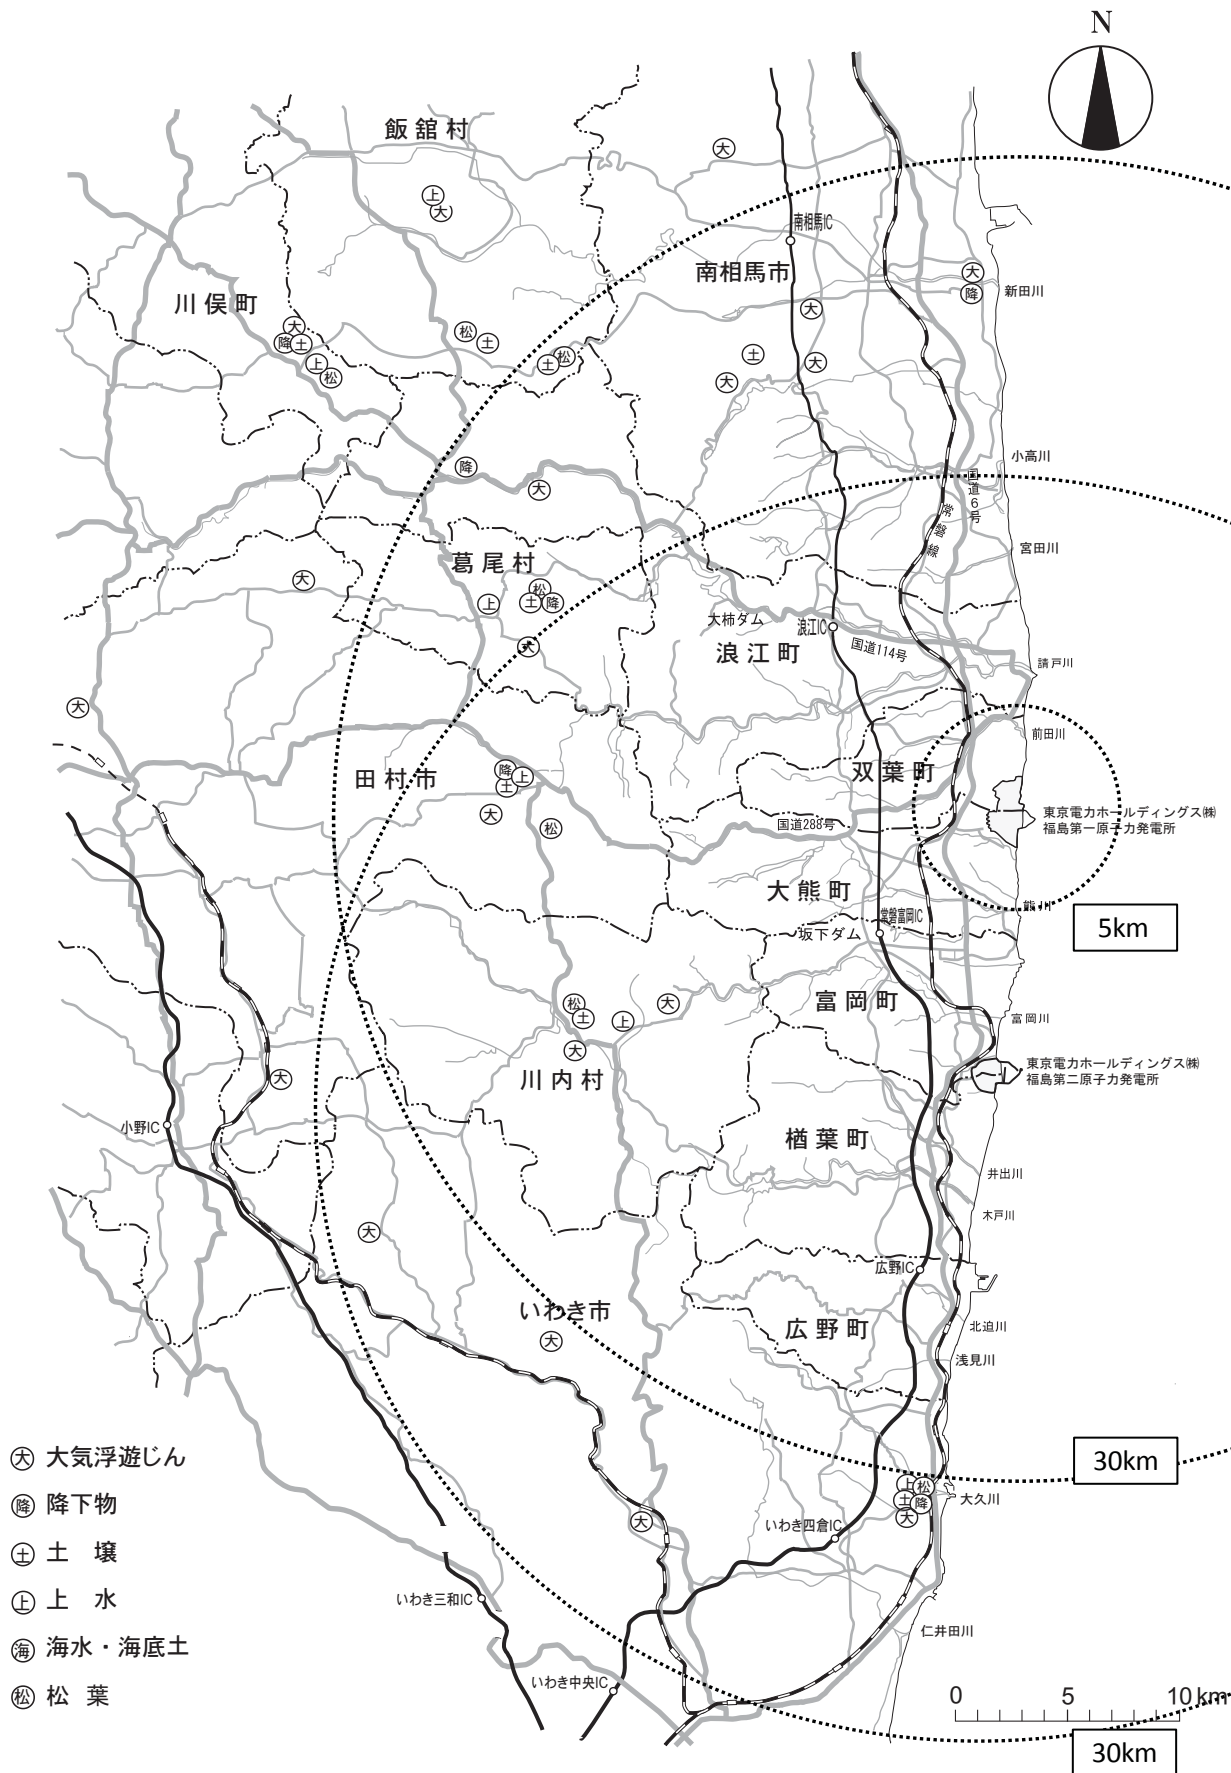 N
飯舘村
大
上
大
南相馬IC
南相馬市
大
降
新田川
川俣町
大
大
降
土
上
松
松
土
土
松
土
大
大
小高川
降
大
国道6号
常磐線
宮田川
葛尾村
大
松
上
土
降
大柿ダム
浪江IC
大
浪江町
国道114号
請戸川
大
前田川
田村市
降
上
土
大
松
双葉町
国道288号
東京電力ホールディングス㈱
福島第一原子力発電所
大熊町
熊川
常磐富岡IC
5km
坂下ダム
松
土
上
大
大
富岡町
富岡川
川内村
大
東京電力ホールディングス㈱
福島第二原子力発電所
小野IC
楢葉町
井出川
木戸川
大
広野IC
いわき市
大
広野町
北迫川
浅見川
大 大気浮遊じん
30km
降 降下物
上
松
土
降
大
大久川
大
いわき四倉IC
土 土 壌
上 上 水
いわき三和IC
海 海水・海底土
仁井田川
松 松 葉
いわき中央IC
0 5 10 km
30km